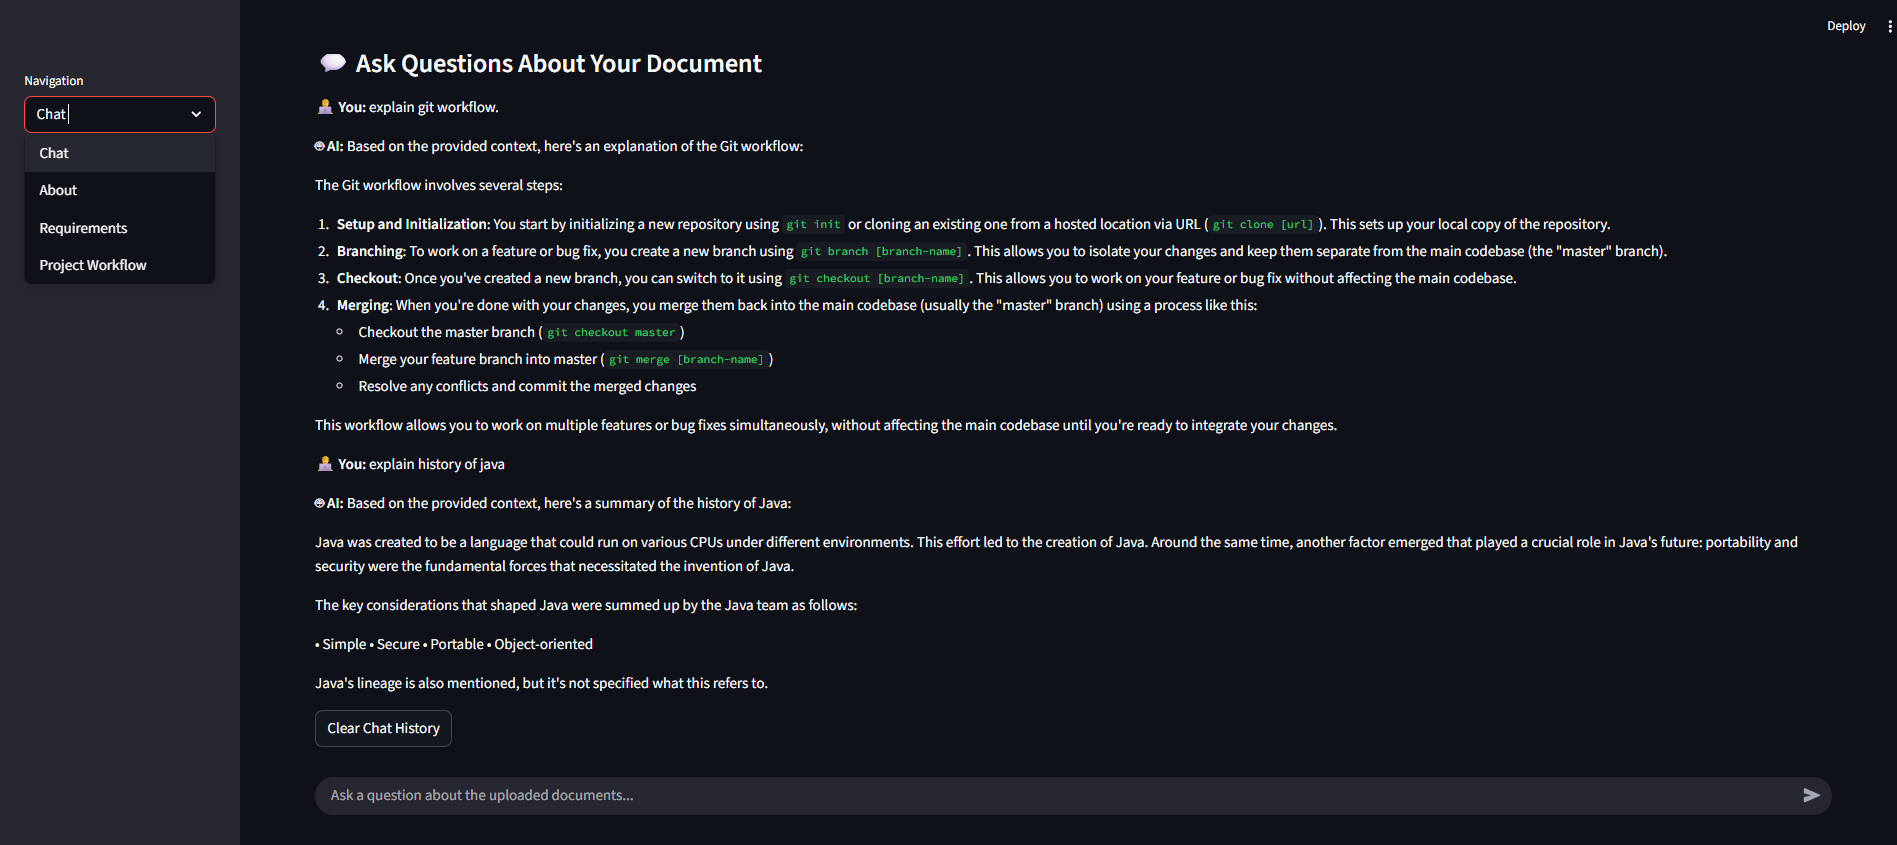 Deploy
Navigation
Chat
Chat
About
Requirements
Project Workflow
Ask Questions About Your Document
You: explain git workflow.
AI: Based on the provided context, here's an explanation of the Git workflow:
The Git workflow involves several steps:
1. Setup and Initialization: You start by initializing a new repository using git init or cloning an existing one from a hosted location via URL ( git clone [url] ). This sets up your local copy of the repository.
2. Branching: To work on a feature or bug fix, you create a new branch using git branch [branch-name] . This allows you to isolate your changes and keep them separate from the main codebase (the "master" branch).
3. Checkout: Once you've created a new branch, you can switch to it using git checkout [branch-name] . This allows you to work on your feature or bug fix without affecting the main codebase.
4. Merging: When you're done with your changes, you merge them back into the main codebase (usually the "master" branch) using a process like this:
Checkout the master branch ( git checkout master )
Merge your feature branch into master ( git merge [branch-name] )
Resolve any conflicts and commit the merged changes
This workflow allows you to work on multiple features or bug fixes simultaneously, without affecting the main codebase until you're ready to integrate your changes.
You: explain history of java
AI: Based on the provided context, here's a summary of the history of Java:
Java was created to be a language that could run on various CPUs under different environments. This effort led to the creation of Java. Around the same time, another factor emerged that played a crucial role in Java's future: portability and
security were the fundamental forces that necessitated the invention of Java.
The key considerations that shaped Java were summed up by the Java team as follows:
• Simple • Secure • Portable • Object-oriented
Java's lineage is also mentioned, but it's not specified what this refers to.
Clear Chat History
Ask a question about the uploaded documents...